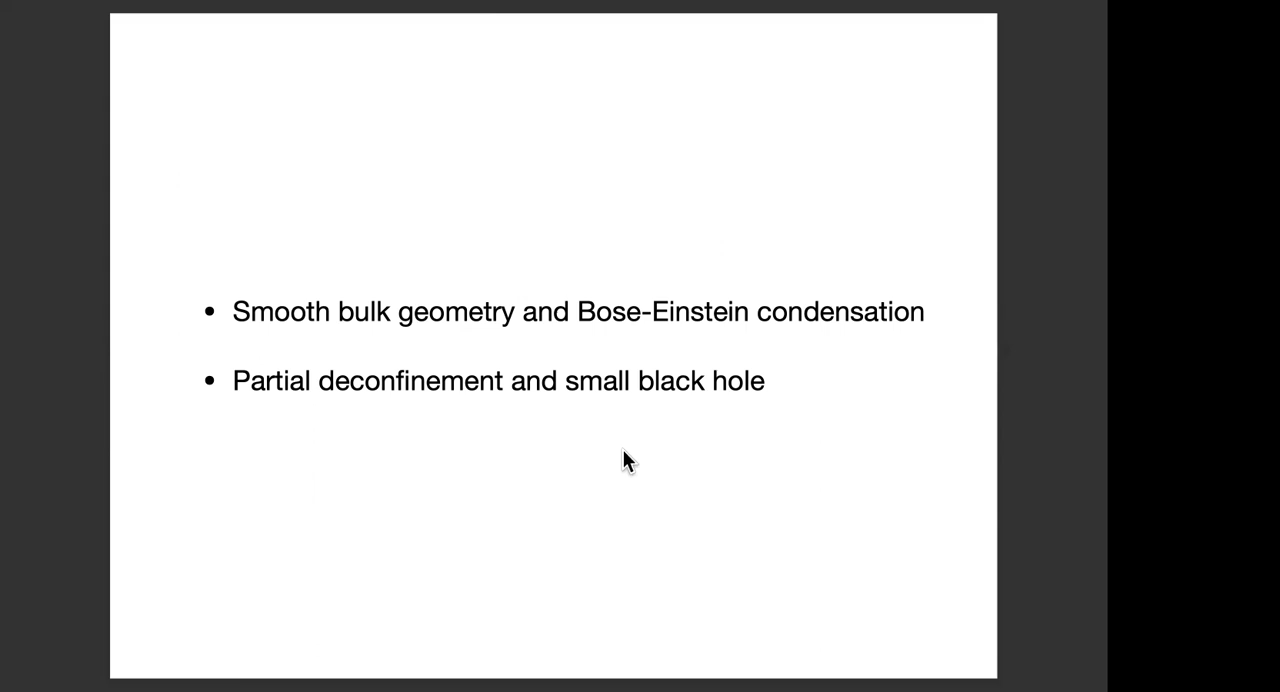 • Smooth bulk geometry and Bose-Einstein condensation
• Partial deconfinement and small black hole